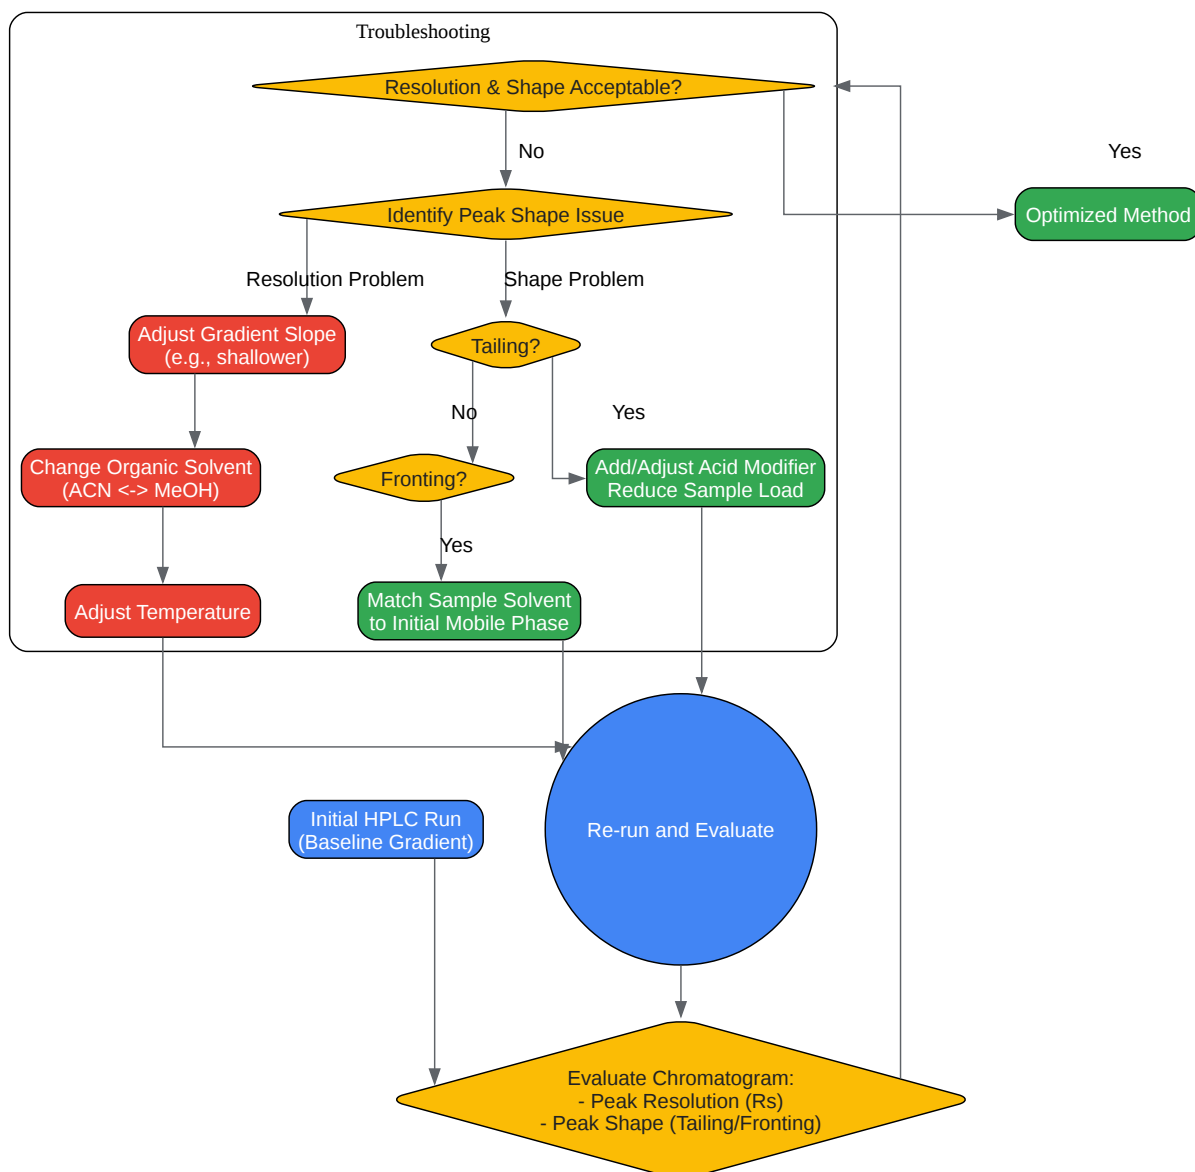 Troubleshooting
Resolution & Shape Acceptable?
No
Yes
Identify Peak Shape Issue
Optimized Method
Resolution Problem
Shape Problem
Adjust Gradient Slope
(e.g., shallower)
Tailing?
No
Yes
Change Organic Solvent
(ACN <-> MeOH)
Fronting?
Add/Adjust Acid Modifier
Reduce Sample Load
Yes
Adjust Temperature
Match Sample Solvent
to Initial Mobile Phase
Initial HPLC Run
(Baseline Gradient)
Re-run and Evaluate
Evaluate Chromatogram:
- Peak Resolution (Rs)
- Peak Shape (Tailing/Fronting)